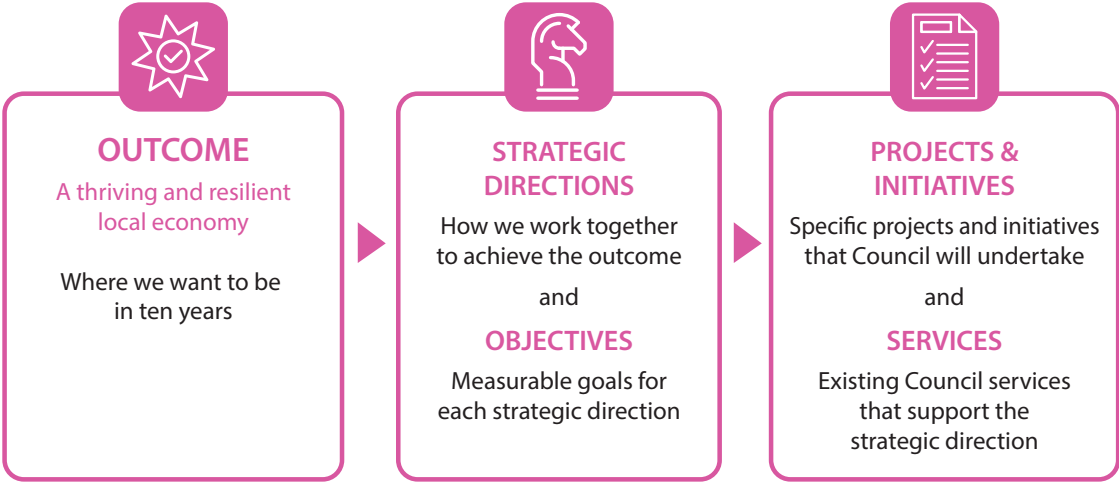 OUTCOME
A thriving and resilient
local economy
Where we want to be
in ten years
STRATEGIC
DIRECTIONS
How we work together
to achieve the outcome
and
OBJECTIVES
Measurable goals for
each strategic direction
PROJECTS &
INITIATIVES
Specific projects and initiatives
that Council will undertake
and
SERVICES
Existing Council services
that support the
strategic direction